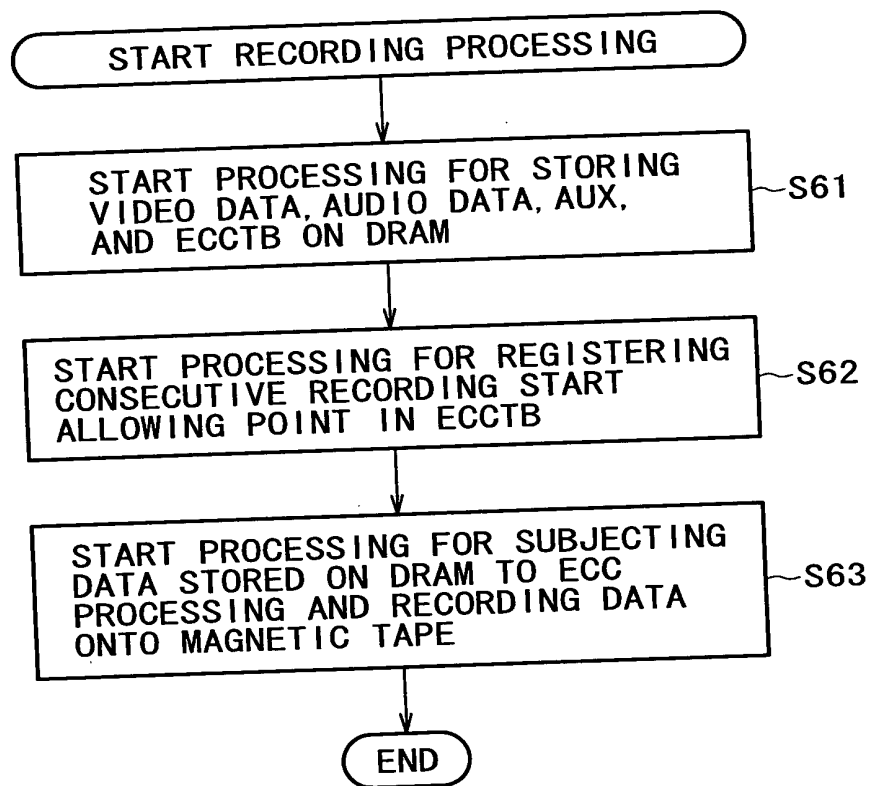 START RECORDING PROCESSING
START PROCESSING FOR STORING
VIDEO DATA, AUDIO DATA, AUX,
AND ECCTB ON DRAM
S61
START PROCESSING FOR REGISTERING
CONSECUTIVE RECORDING START
ALLOWING POINT IN ECCTB
S62
START PROCESSING FOR SUBJECTING
DATA STORED ON DRAM TO ECC
PROCESSING AND RECORDING DATA
ONTO MAGNETIC TAPE
S63
END